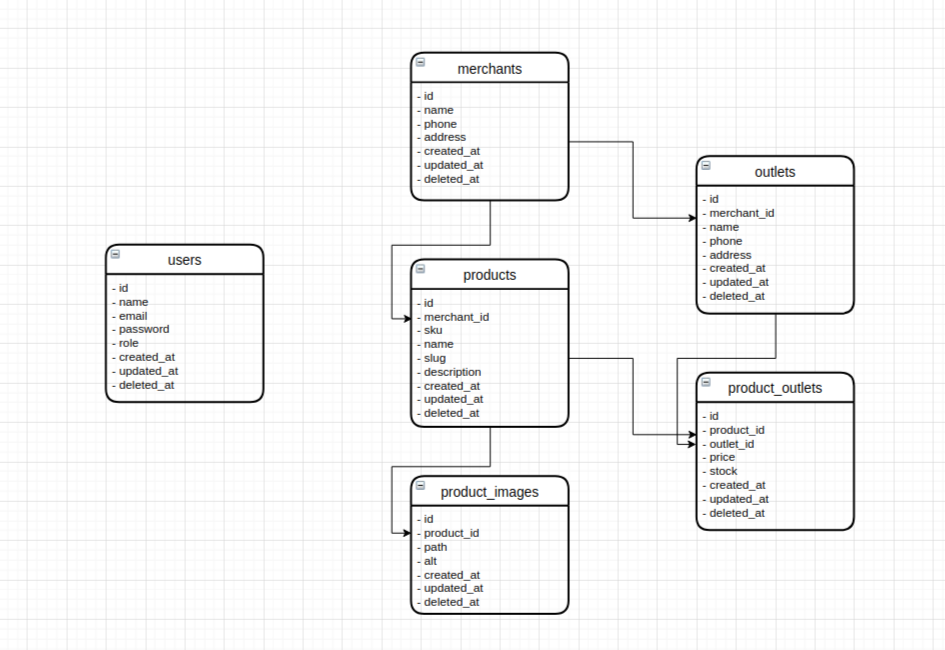 merchants
- id
- name
- phone
- address
- created_at
- updated_at
- deleted_at
outlets
- id
- merchant_id
- name
- phone
- address
- created_at
- updated_at
- deleted_at
users
- id
- name
- email
- password
- role
- created_at
- updated_at
- deleted_at
products
- id
- merchant_id
- sku
- name
- slug
- description
- created_at
- updated_at
- deleted_at
product_outlets
- id
- product_id
- outlet_id
- price
- stock
- created_at
- updated_at
- deleted_at
product_images
- id
- product_id
- path
- alt
- created_at
- updated_at
- deleted_at